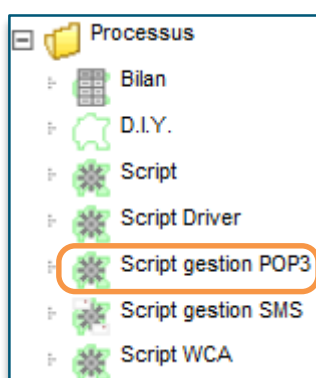 Processus
Bilan
D.I.Y.
Script
Script Driver
Script gestion POP3
Script gestion SMS
Script WCA